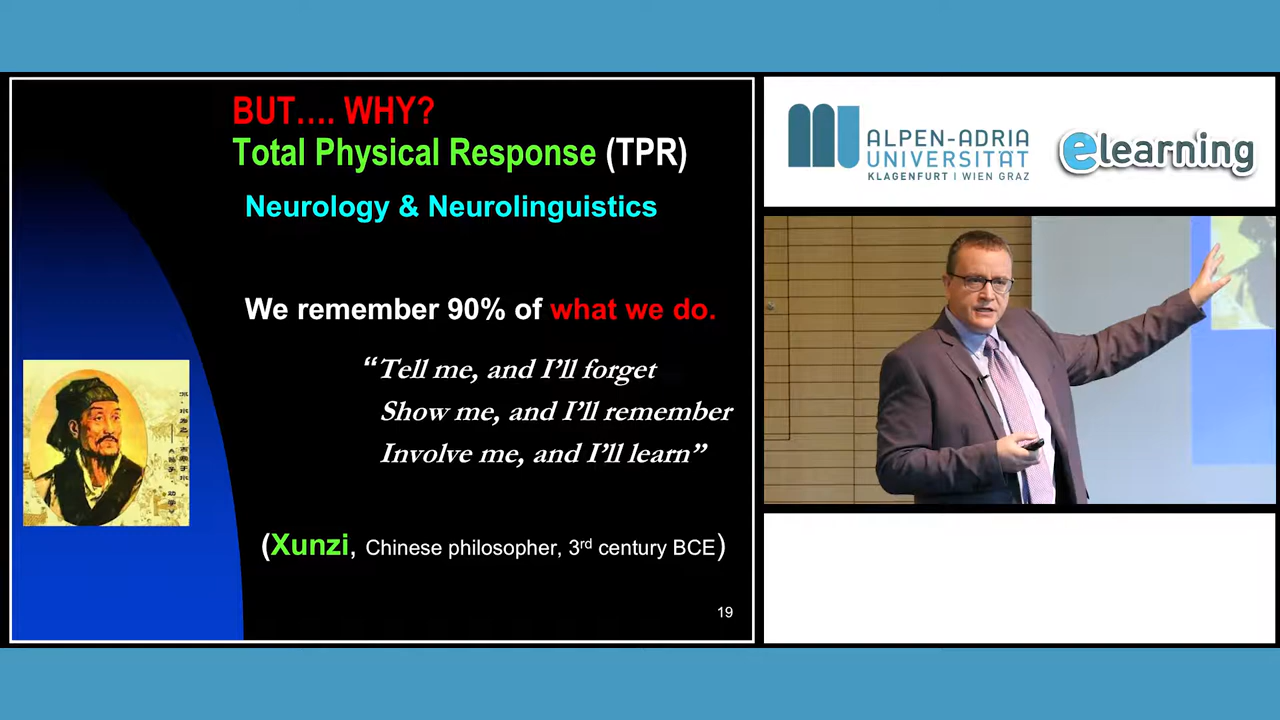 BUT…. WHY?
Total Physical Response (TPR)
Neurology & Neurolinguistics
We remember 90% of what we do.
“Tell me, and I’ll forget
Show me, and I’ll remember
Involve me, and I’ll learn”
(Xunzi, Chinese philosopher, 3rd century BCE)
19
ALPEN-ADRIA
UNIVERSITÄT
KLAGENFURT | WIEN GRAZ
elearning